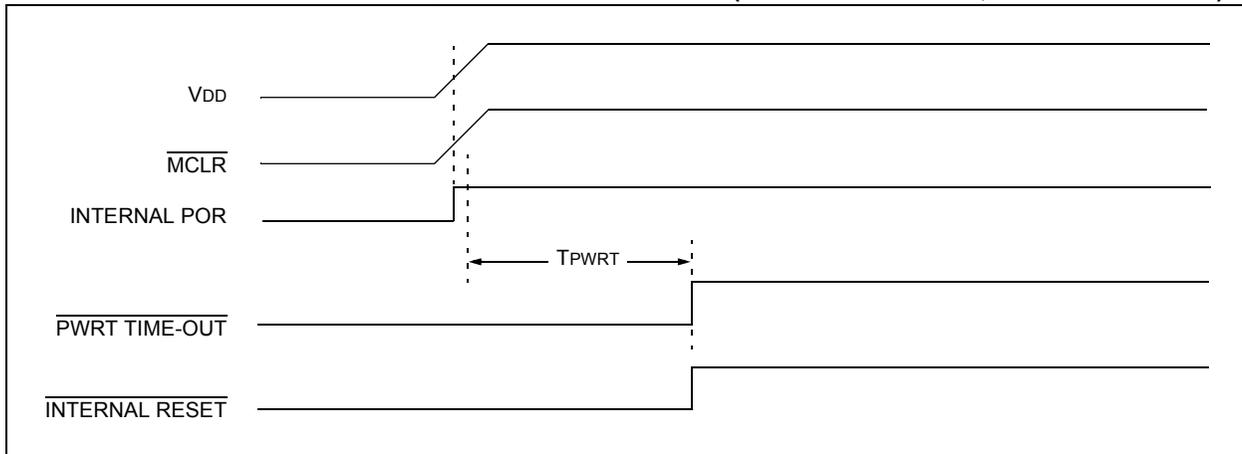 VDD
MCLR
INTERNAL POR
TPWRT
PWRT TIME-OUT
INTERNAL RESET